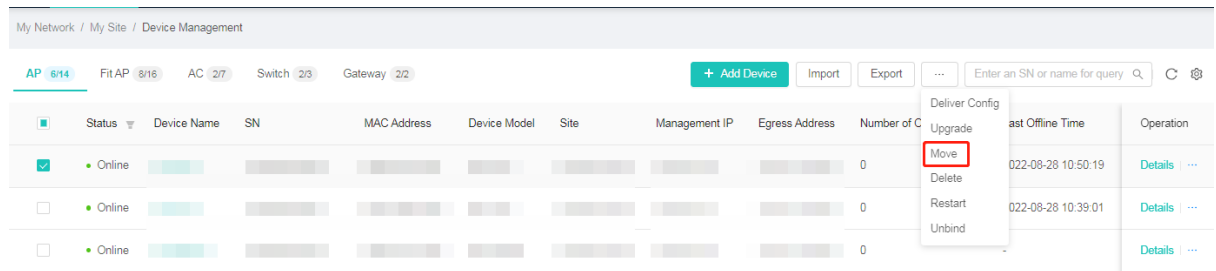 My Network / My Site / Device Management
AP 6/14 Fit AP 8/16 AC 2/7 Switch 2/3 Gateway 2/2 + Add Device Import Export ... Enter an SN or name for query
Deliver Config
Upgrade
Move
Delete
Restart
Unbind
Status Device Name SN MAC Address Device Model Site Management IP Egress Address Number of C ast Offline Time Operation
Online 0 022-08-28 10:50:19 Details ...
Online 0 022-08-28 10:39:01 Details ...
Online 0 - Details ...